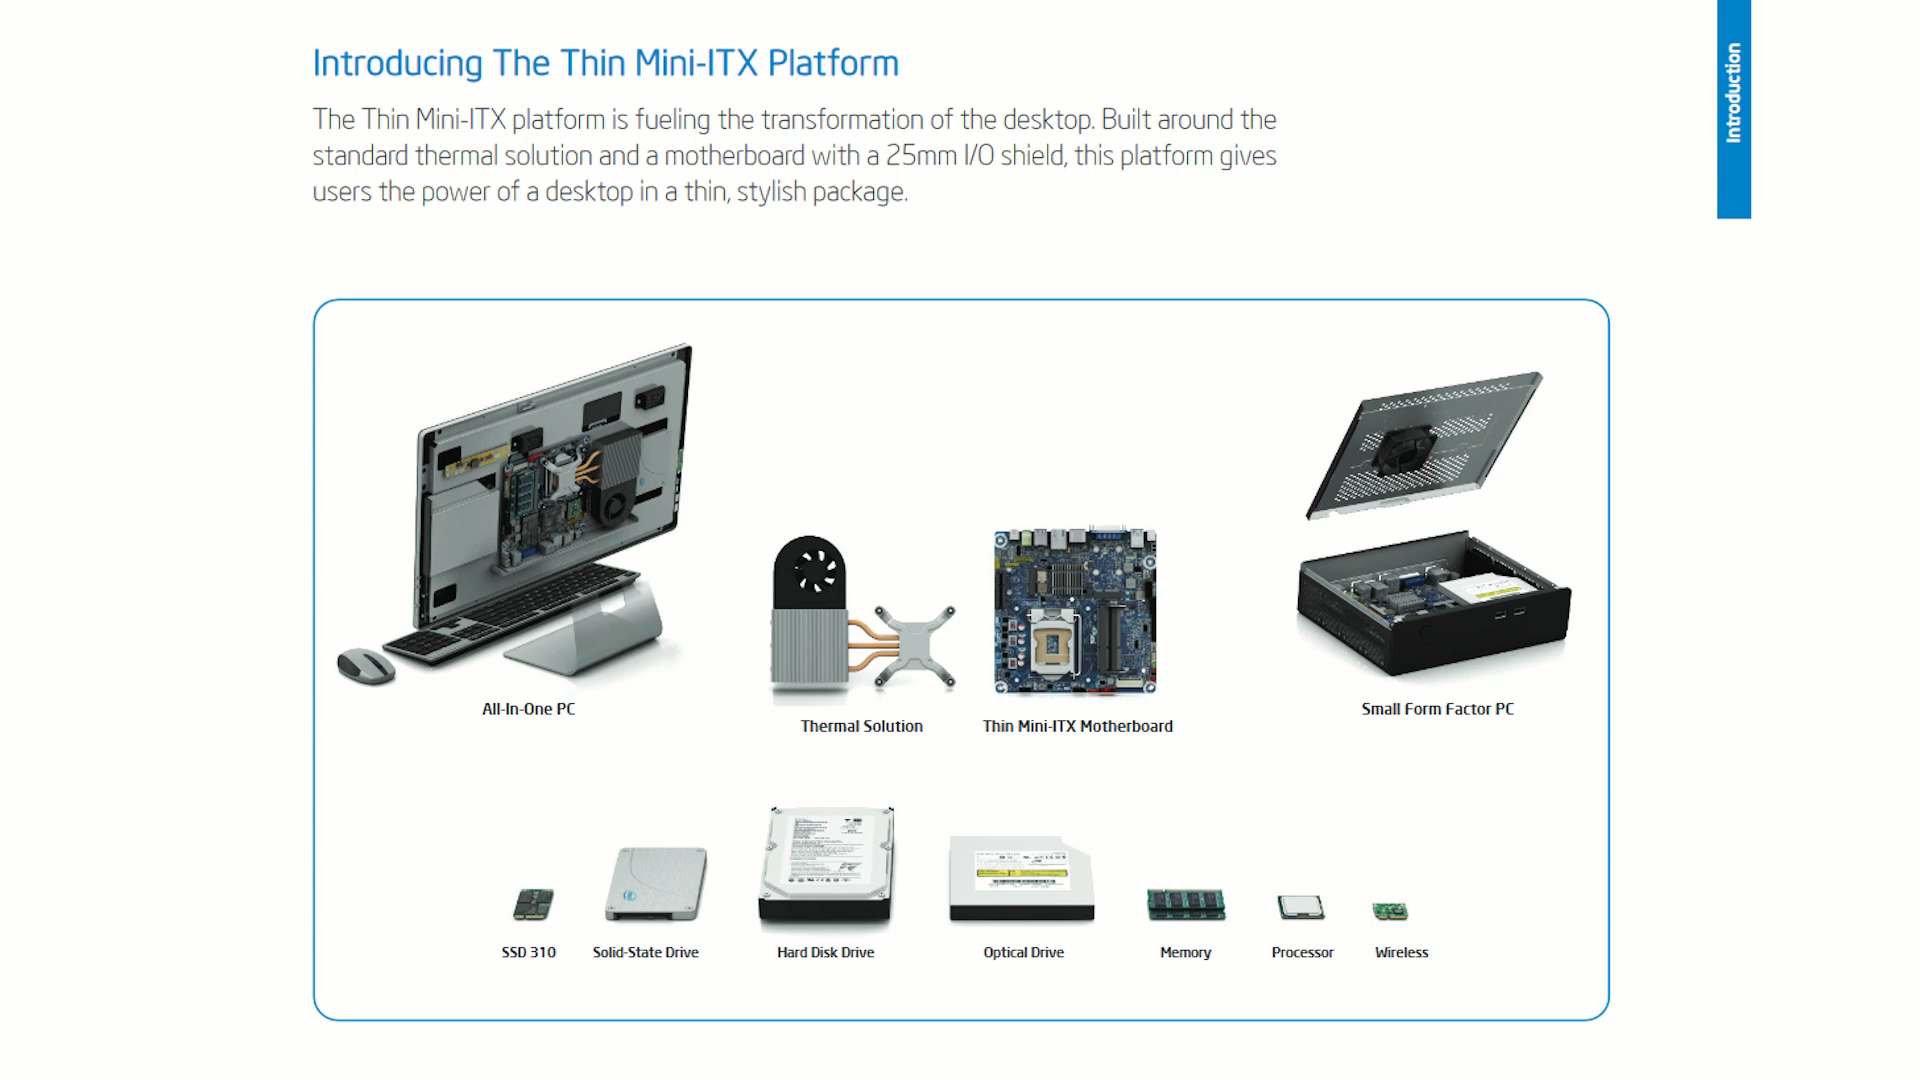 Introducing The Thin Mini-ITX Platform
Introduction
The Thin Mini-ITX platform is fueling the transformation of the desktop. Built around the
standard thermal solution and a motherboard with a 25mm I/O shield, this platform gives
users the power of a desktop in a thin, stylish package.
All-In-One PC
Thermal Solution
Thin Mini-ITX Motherboard
Small Form Factor PC
SSD 310
Solid-State Drive
Hard Disk Drive
Optical Drive
Memory
Processor
Wireless